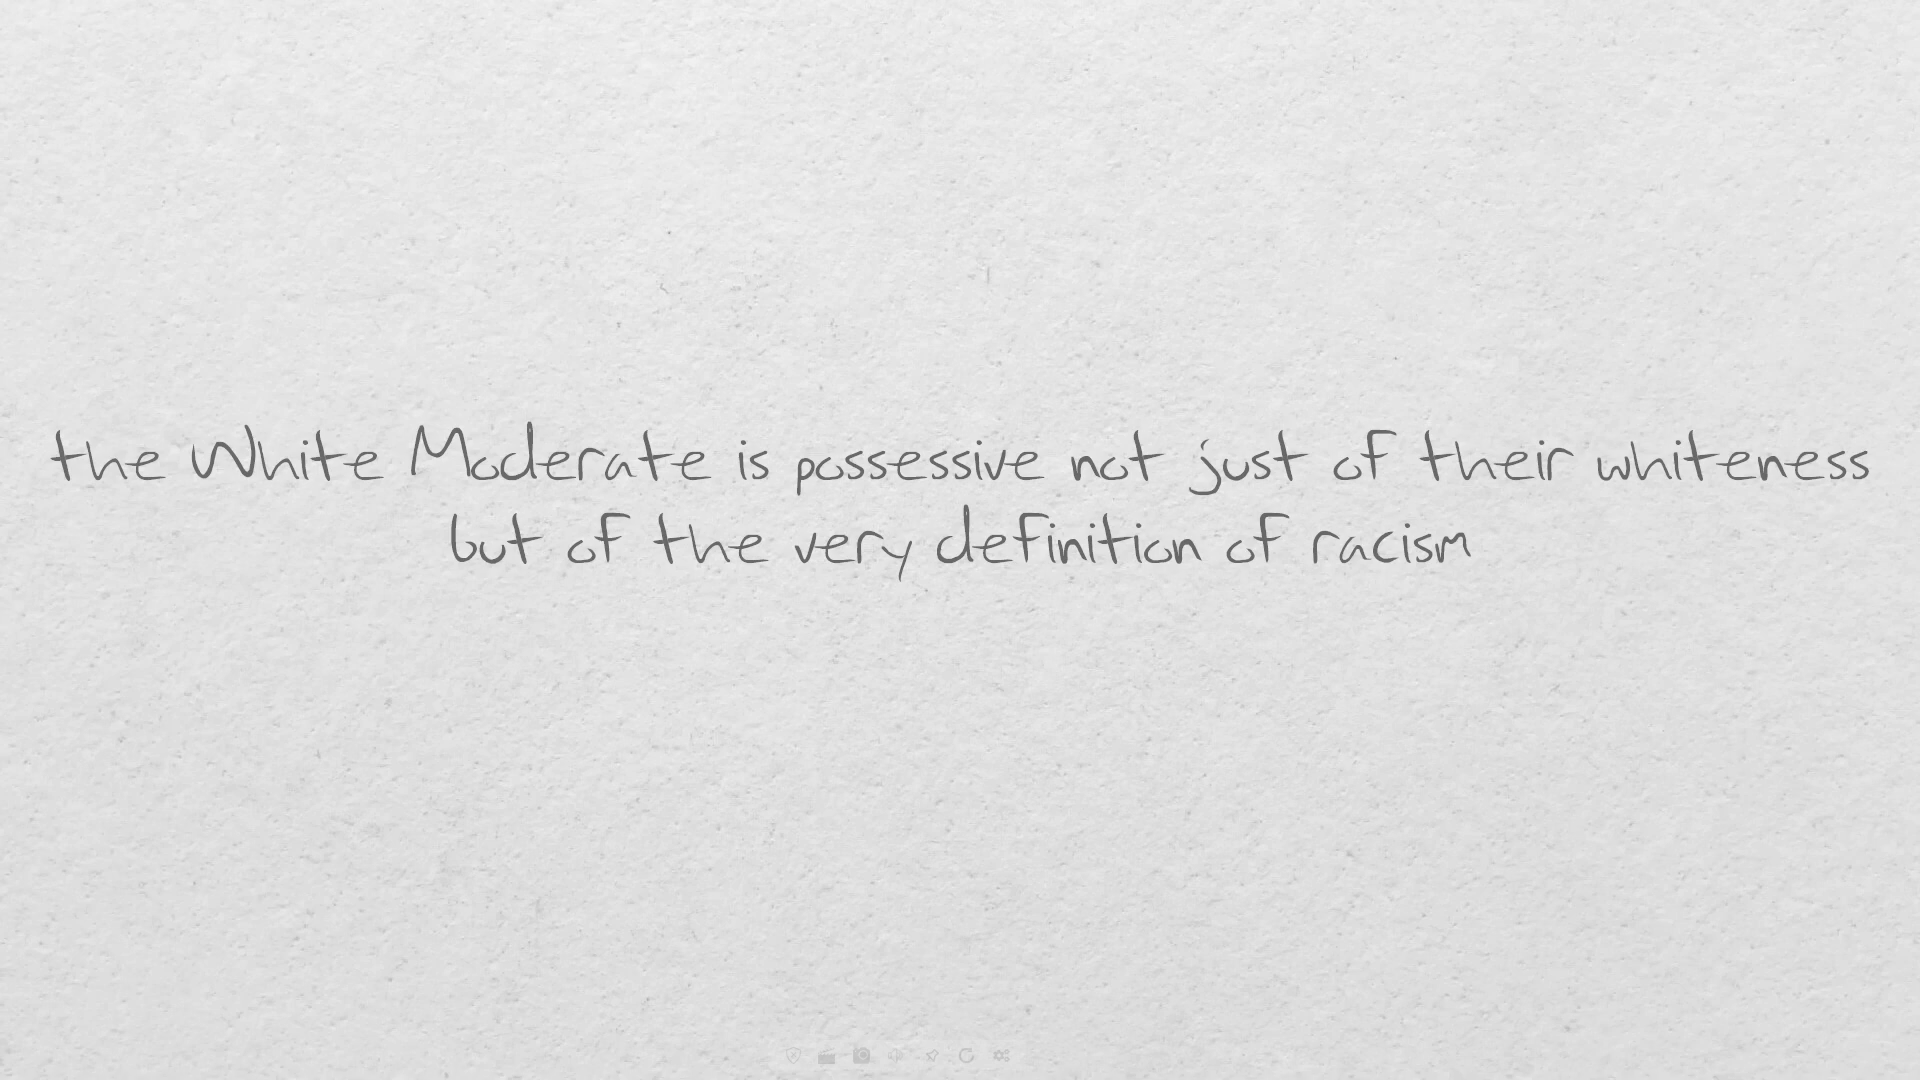 the White Moderate is possessive not just of their whiteness
but of the very definition of racism